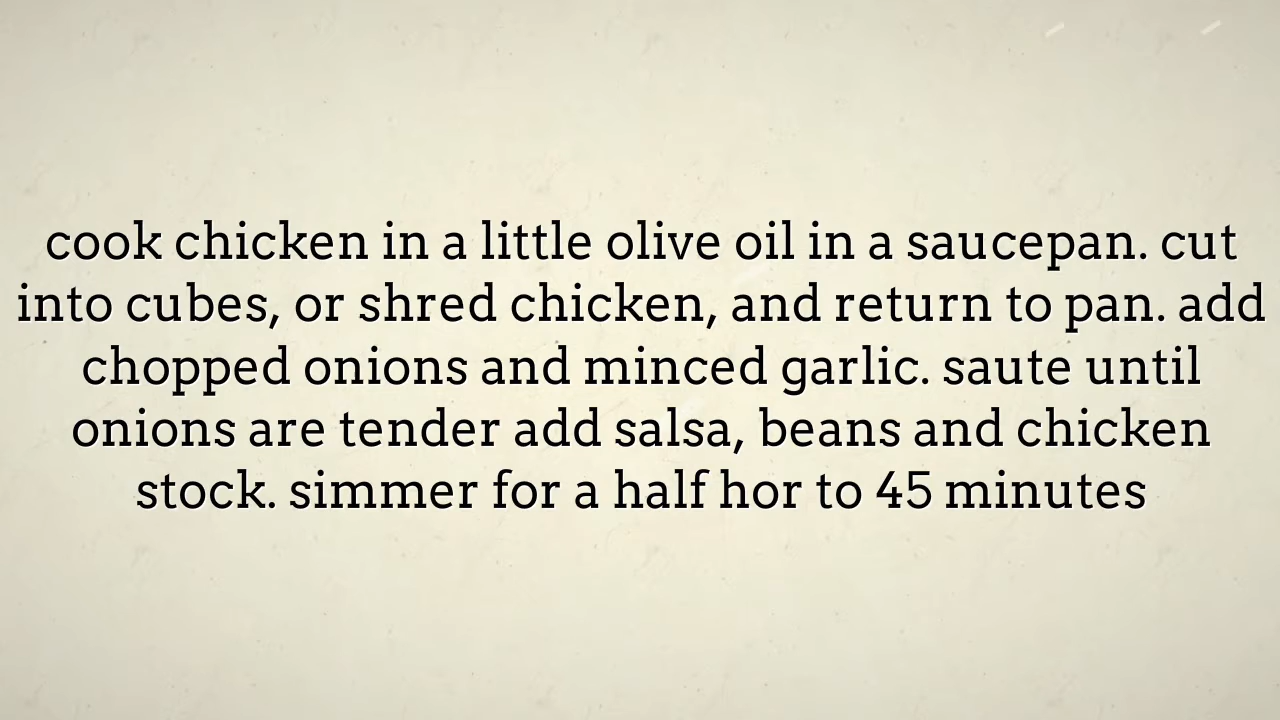 cook chicken in a little olive oil in a saucepan. cut
into cubes, or shred chicken, and return to pan. add
chopped onions and minced garlic. saute until
onions are tender add salsa, beans and chicken
stock. simmer for a half hor to 45 minutes